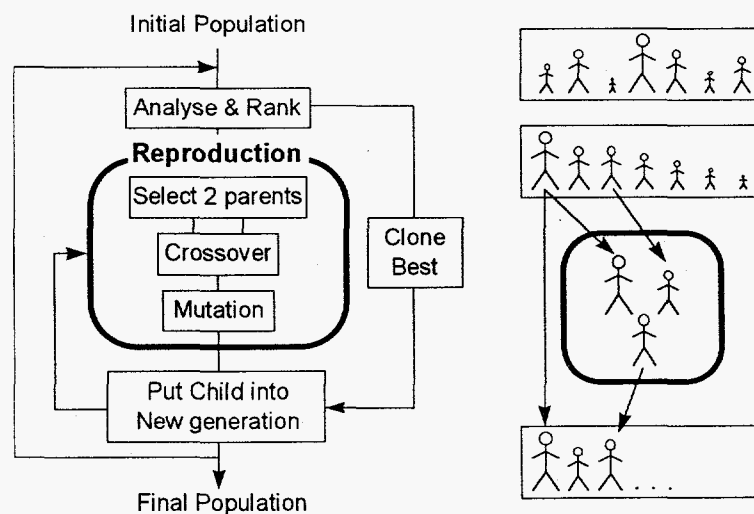 Initial Population
Analyse & Rank
Reproduction
Select 2 parents
Crossover
Mutation
Clone
Best
Put Child into
New generation
Final Population
. . .